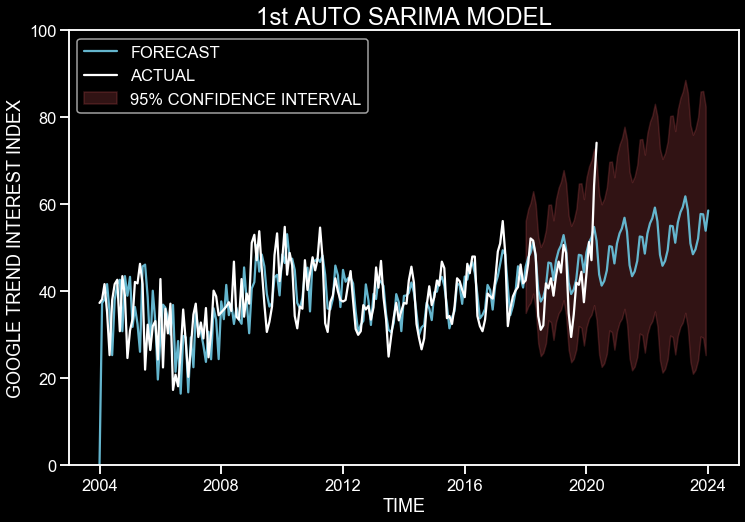 1st AUTO SARIMA MODEL
FORECAST
ACTUAL
95% CONFIDENCE INTERVAL
GOOGLE TREND INTEREST INDEX
100
80
60
40
20
0
2004 2008 2012 2016 2020 2024
TIME